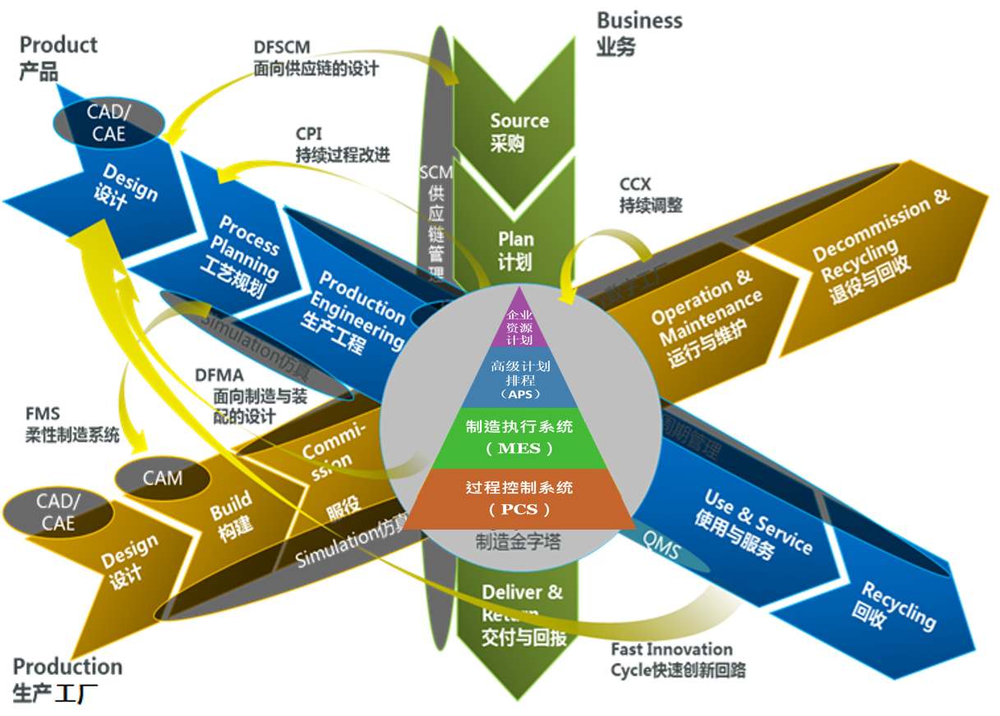 Product
产品
DFSCM
面向供应链的设计
Business
业务
CAD/
CAE
Design
设计
CPI
持续过程改进
Source
采购
SCM
供
应
链
管
理
Process
Planning
工艺规划
Plan
计划
CCX
持续调整
Decommission &
Recycling
退役与回收
Production
Engineering
生产工程
数字工厂
Operation &
Maintenance
运行与维护
Simulation仿真
企业
资源
计划
高级计划
排程
（APS）
制造执行系统
（MES）
过程控制系统
（PCS）
制造金字塔
DFMA
面向制造与装
配的设计
FMS
柔性制造系统
周期管理
Commi-
ssion
服役
CAM
Build
构建
CAD/
CAE
Design
设计
Simulation仿真
QMS
Use & Service
使用与服务
Recycling
回收
Deliver &
Return
交付与回报
Fast Innovation
Cycle快速创新回路
Production
生产工厂